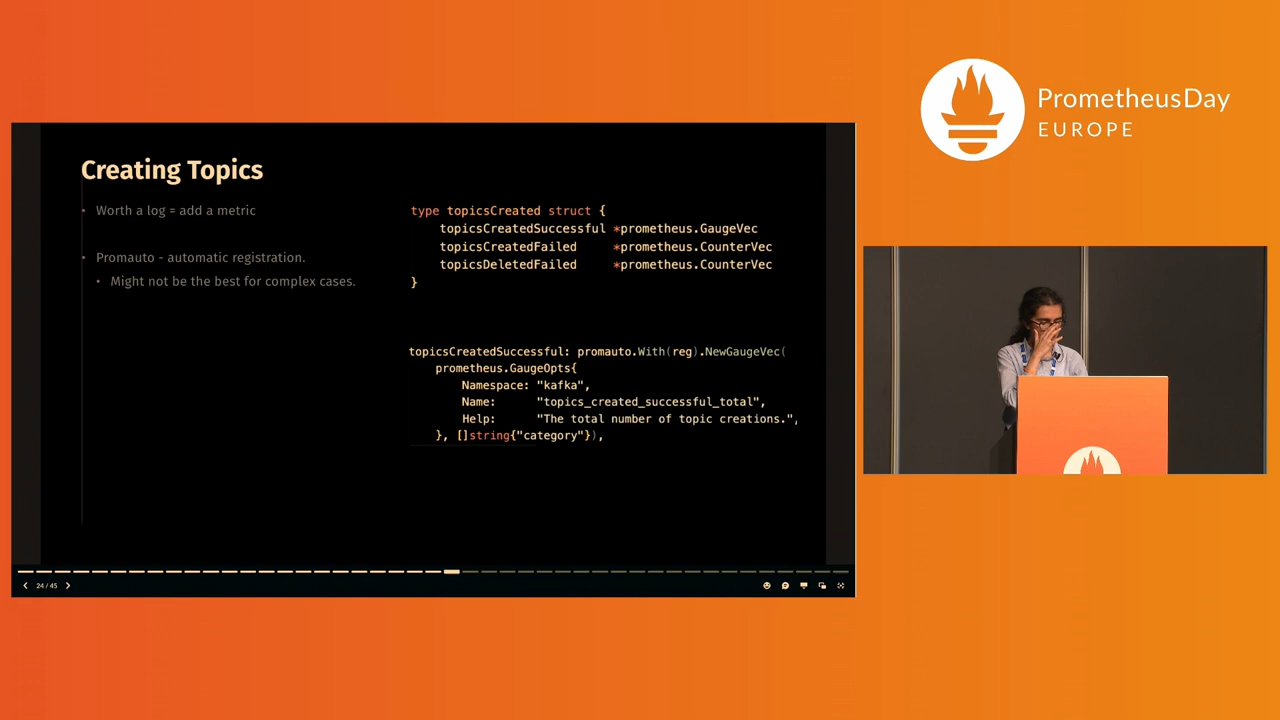 PrometheusDay
EUROPE
Creating Topics
• Worth a log = add a metric
• Promauto - automatic registration.
• Might not be the best for complex cases.
type topicsCreated struct {
topicsCreatedSuccessful *prometheus.GaugeVec
topicsCreatedFailed *prometheus.CounterVec
topicsDeletedFailed *prometheus.CounterVec
}
topicsCreatedSuccessful: promauto.With(reg).NewGaugeVec(
prometheus.GaugeOpts{
Namespace: "kafka",
Name: "topics_created_successful_total",
Help: "The total number of topic creations.",
}, []string{"category"}),
24 / 45